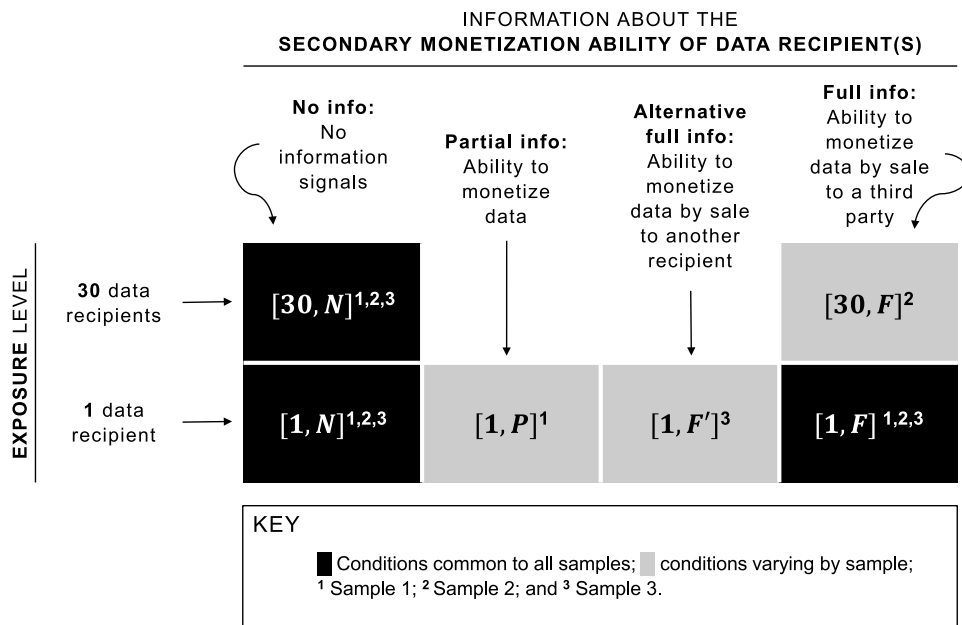 INFORMATION ABOUT THE
SECONDARY MONETIZATION ABILITY OF DATA RECIPIENT(S)
No info:
No
information
signals
Partial info:
Ability to
monetize
data
Alternative
full info:
Ability to
monetize
data by sale
to another
recipient
Full info:
Ability to
monetize
data by sale
to a third
party
EXPOSURE LEVEL
30 data
recipients
[30, N]1,2,3
[30, F]2
1 data
recipient
[1, N]1,2,3
[1, P]1
[1, F′]3
[1, F] 1,2,3
KEY
Conditions common to all samples; conditions varying by sample;
1 Sample 1; 2 Sample 2; and 3 Sample 3.